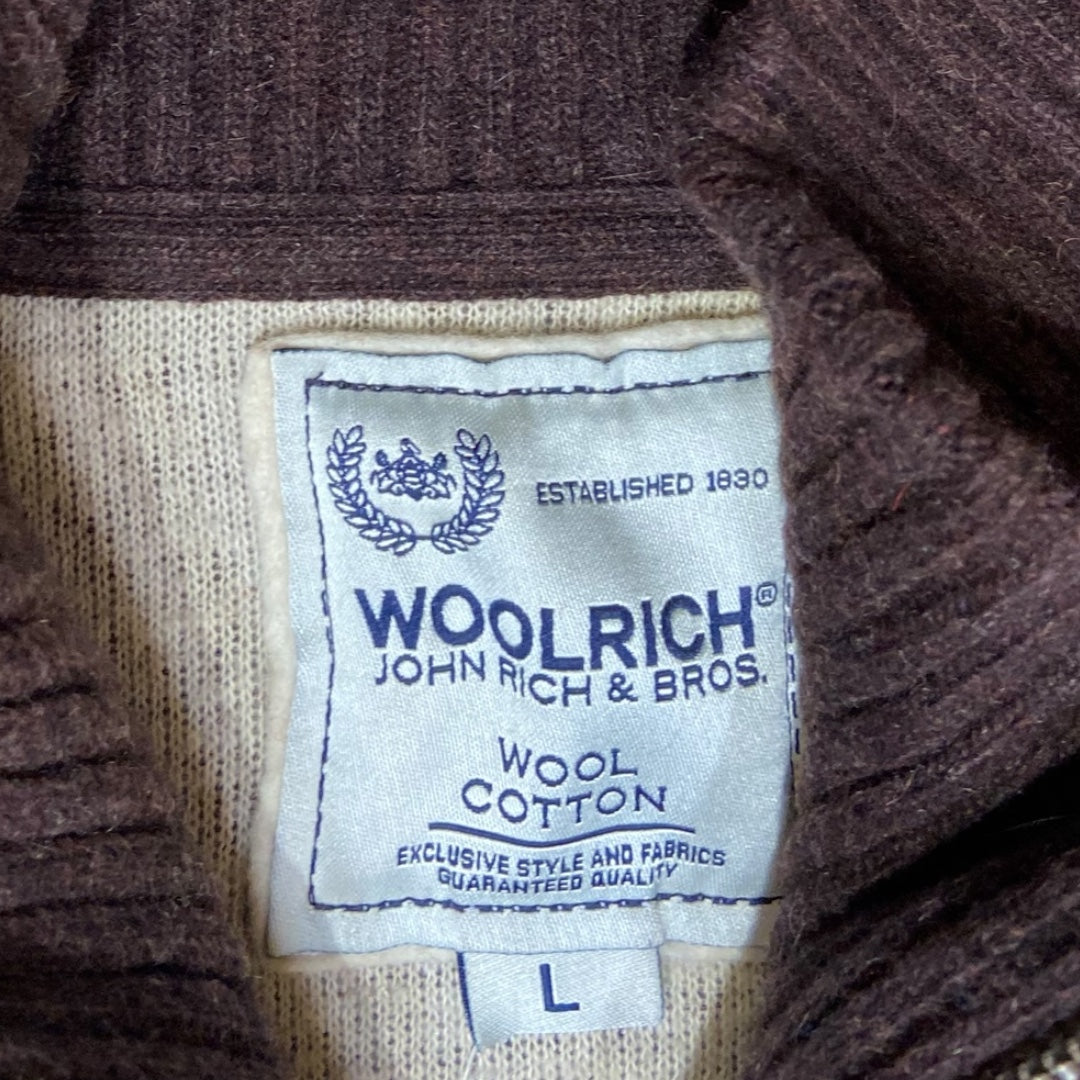 ESTABLISHED 1830
WOOLRICH®
JOHN RICH & BROS.
WOOL
COTTON
EXCLUSIVE STYLE AND FABRICS
GUARANTEED QUALITY
L